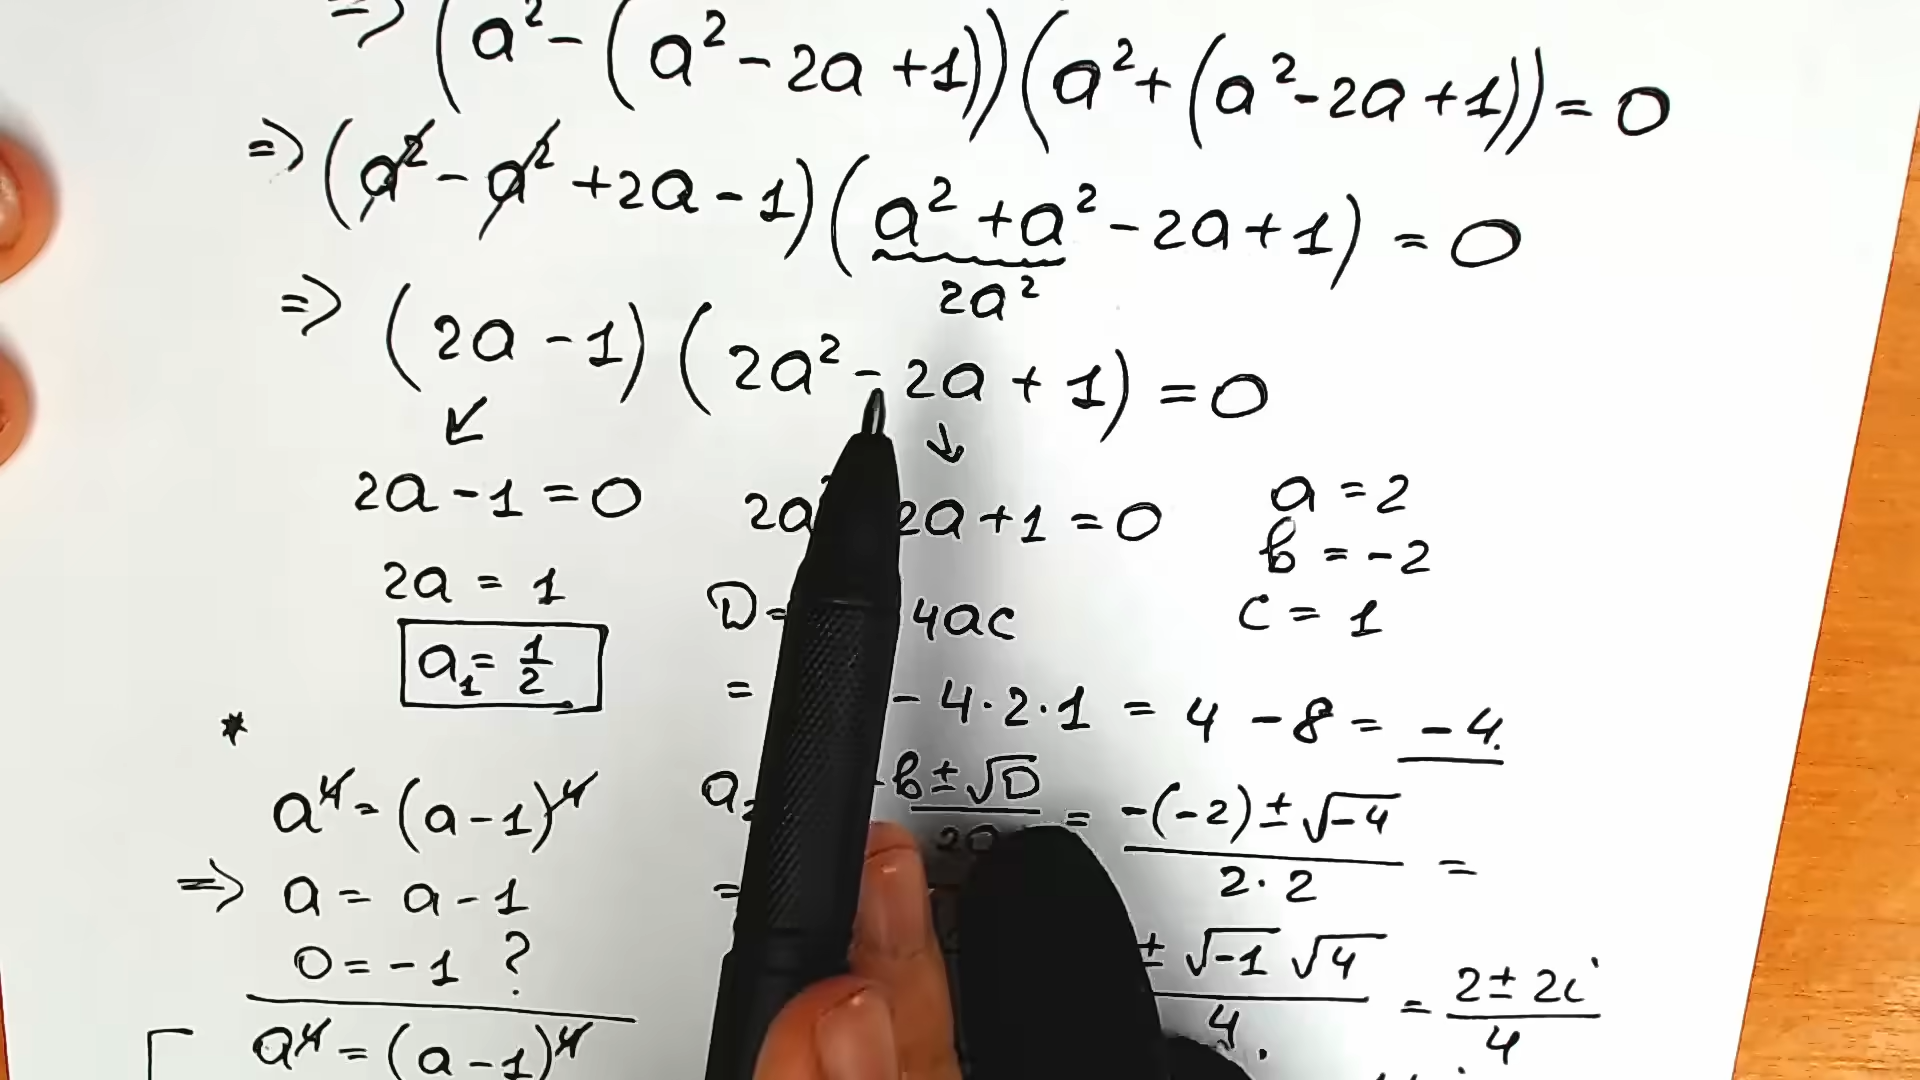 => (a² - (a² - 2a + 1))(a² + (a² - 2a + 1)) = 0
=> (a² - a² + 2a - 1)(a² + a² - 2a + 1) = 0
2a²
=> (2a - 1)(2a² - 2a + 1) = 0
↙ ↘
2a - 1 = 0
2a = 1
a₁ = 1/2
2a 2a + 1 = 0
D = 4ac
= - 4·2·1 = 4 - 8 = -4.
a = 2
b = -2
c = 1
a -b ± √D / 2a = -(-2) ± √-4 / 2·2 =
= ± √-1 √4 / 4. = 2 ± 2i / 4
*
a⁴ = (a - 1)⁴
=> a = a - 1
0 = -1 ?
a⁴ = (a - 1)⁴